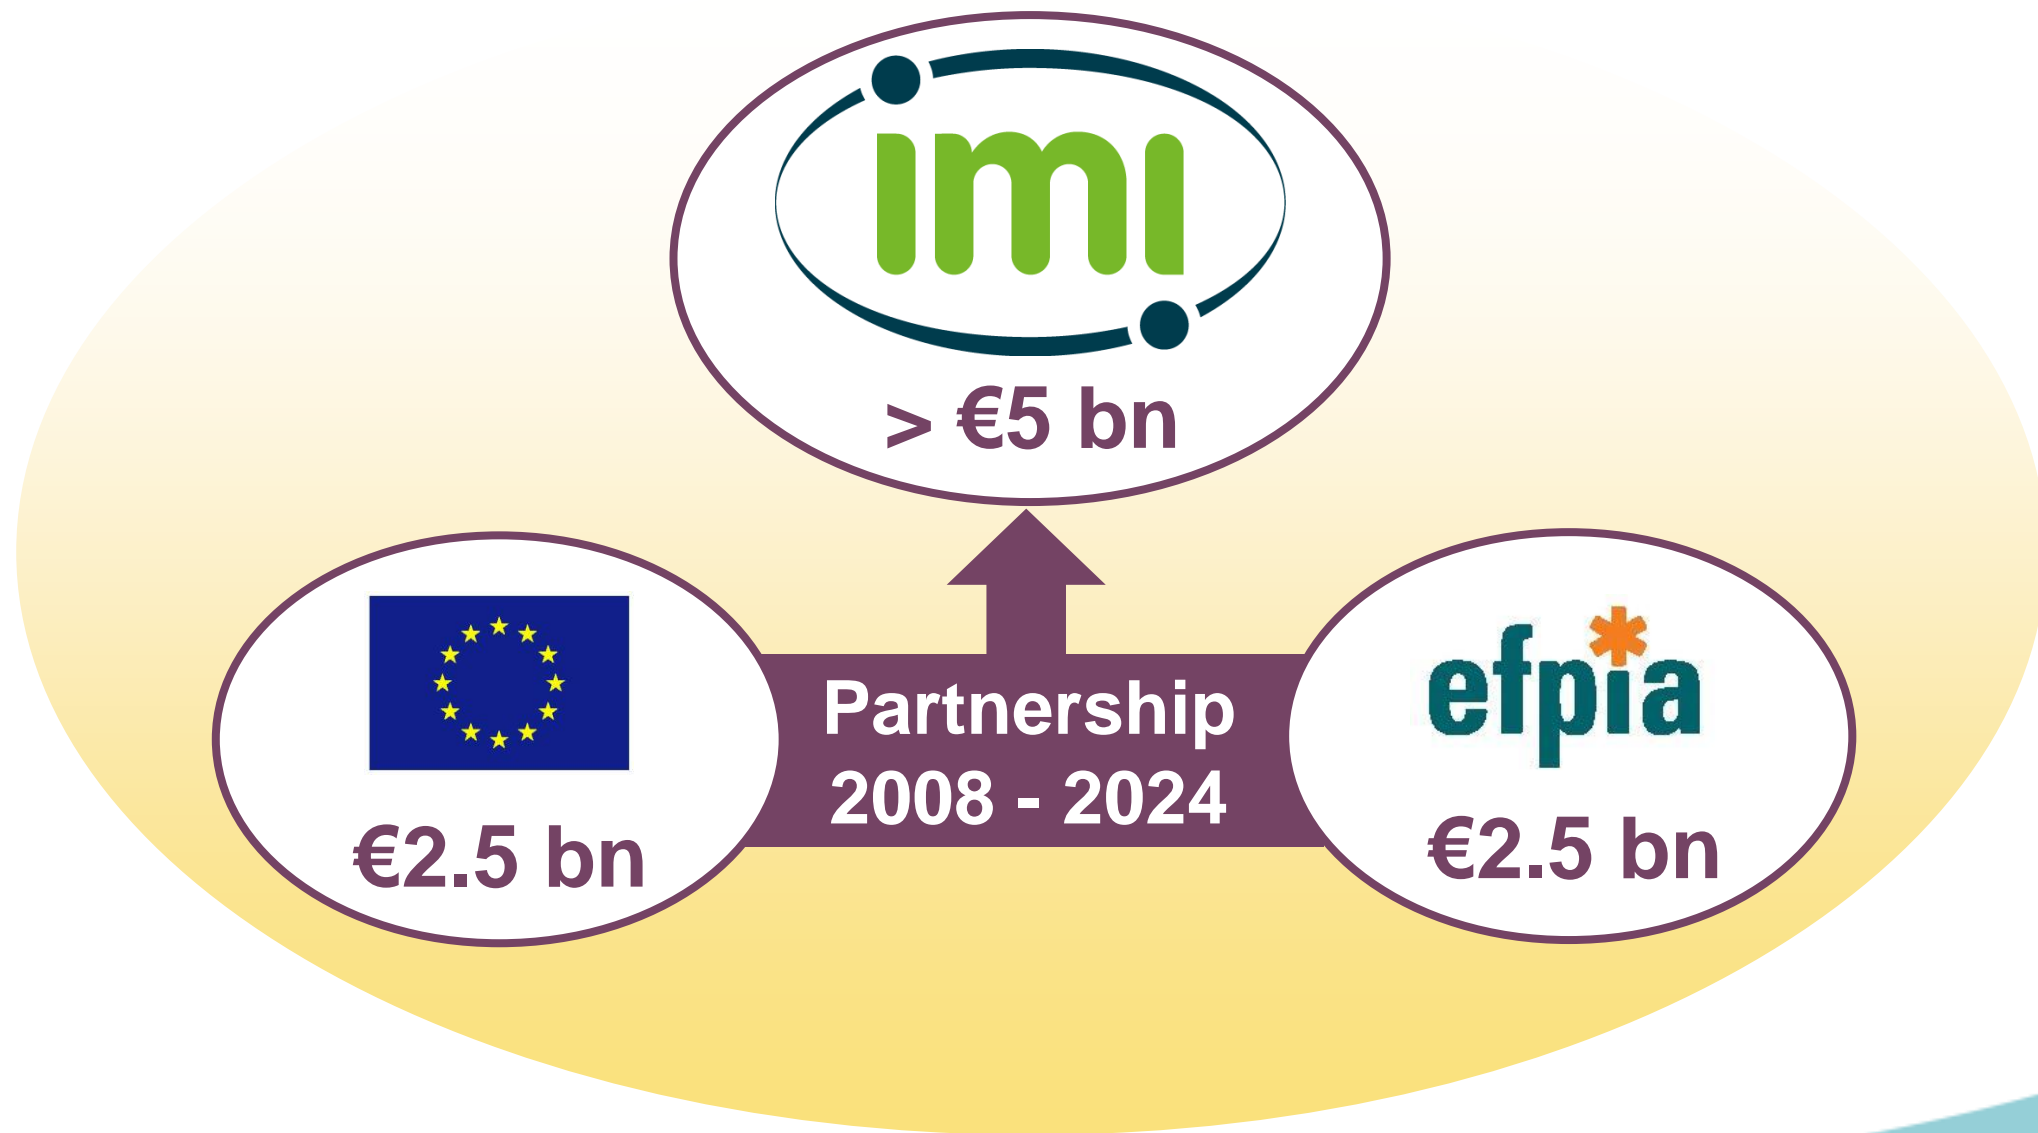 imi
> €5 bn
Partnership
2008 - 2024
€2.5 bn
efpia
€2.5 bn